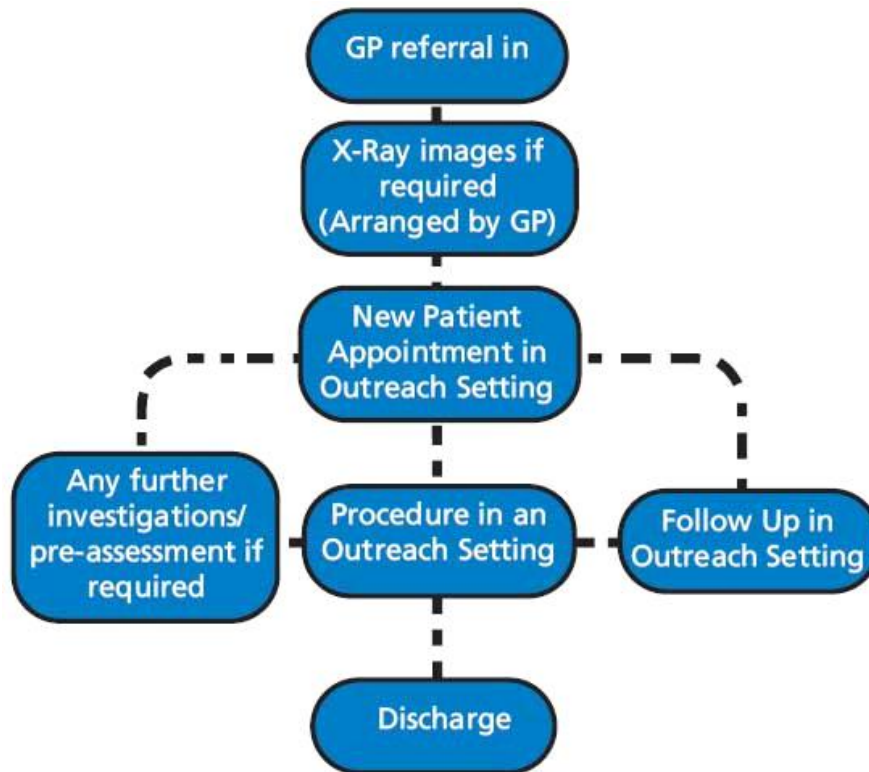 GP referral in
X-Ray images if
required
(Arranged by GP)
New Patient
Appointment in
Outreach Setting
Any further
investigations/
pre-assessment if
required
Procedure in an
Outreach Setting
Follow Up in
Outreach Setting
Discharge